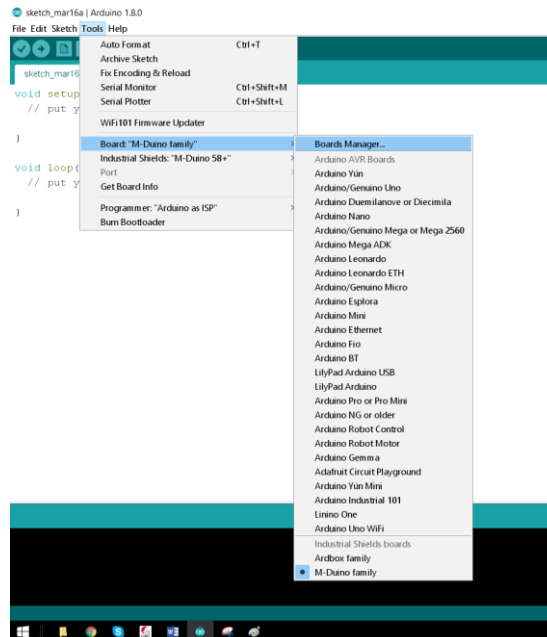 sketch_mar16a | Arduino 1.8.0
File Edit Sketch Tools Help
sketch_mar16
void setup
// put y
}
void loop(
// put y
}
Auto Format Ctrl+T
Archive Sketch
Fix Encoding & Reload
Serial Monitor Ctrl+Shift+M
Serial Plotter Ctrl+Shift+L
WiFi101 Firmware Updater
Board: "M-Duino family"
Industrial Shields: "M-Duino 58+"
Port
Get Board Info
Programmer: "Arduino as ISP"
Burn Bootloader
Boards Manager...
Arduino AVR Boards
Arduino Yún
Arduino/Genuino Uno
Arduino Duemilanove or Diecimila
Arduino Nano
Arduino/Genuino Mega or Mega 2560
Arduino Mega ADK
Arduino Leonardo
Arduino Leonardo ETH
Arduino/Genuino Micro
Arduino Esplora
Arduino Mini
Arduino Ethernet
Arduino Fio
Arduino BT
LilyPad Arduino USB
LilyPad Arduino
Arduino Pro or Pro Mini
Arduino NG or older
Arduino Robot Control
Arduino Robot Motor
Arduino Gemma
Adafruit Circuit Playground
Arduino Yún Mini
Arduino Industrial 101
Linino One
Arduino Uno WiFi
Industrial Shields boards
Ardbox family
M-Duino family